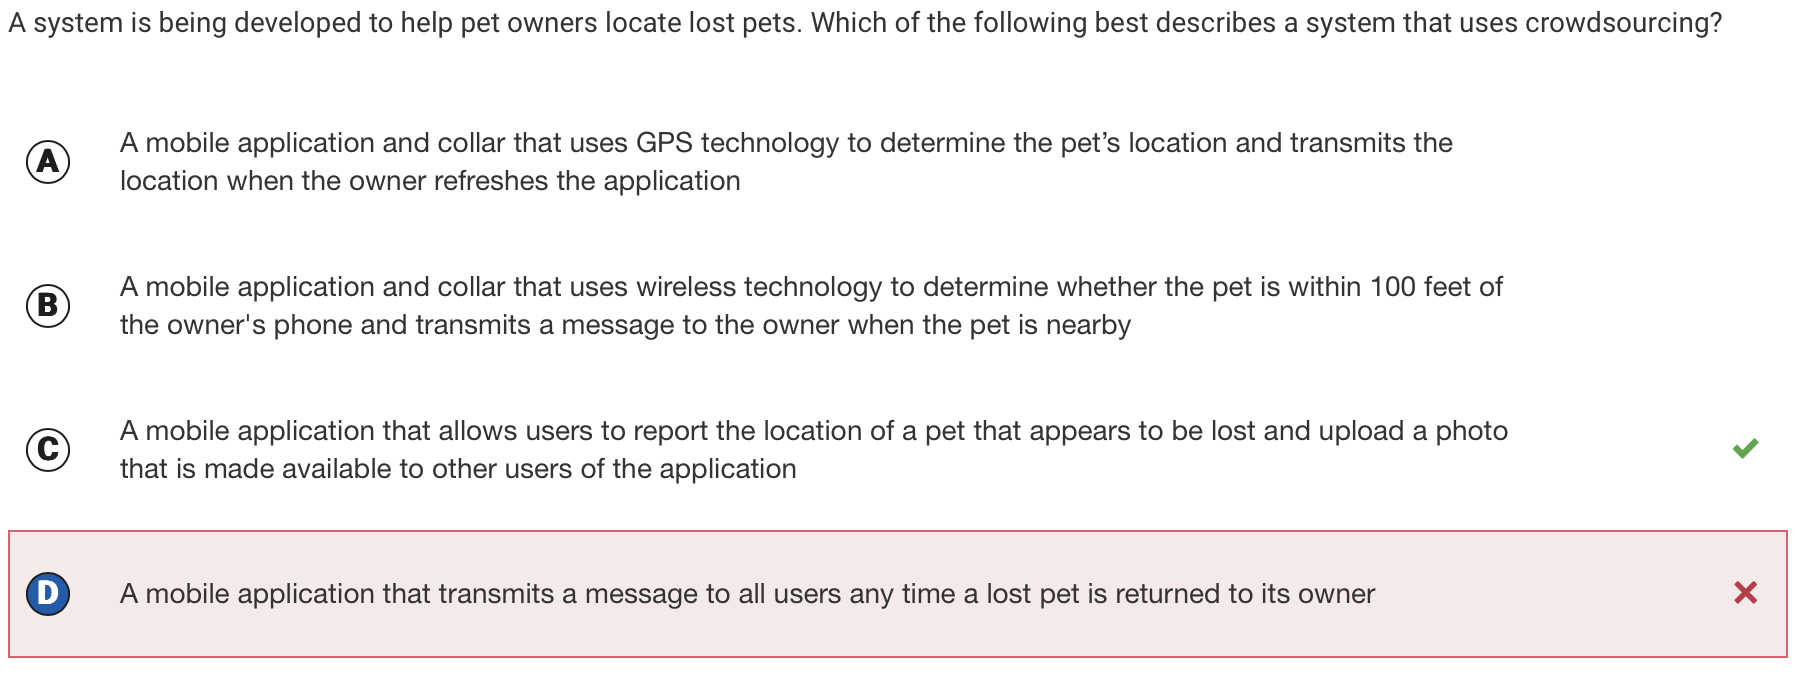 A system is being developed to help pet owners locate lost pets. Which of the following best describes a system that uses crowdsourcing?
A
A mobile application and collar that uses GPS technology to determine the pet’s location and transmits the
location when the owner refreshes the application
B
A mobile application and collar that uses wireless technology to determine whether the pet is within 100 feet of
the owner's phone and transmits a message to the owner when the pet is nearby
C
A mobile application that allows users to report the location of a pet that appears to be lost and upload a photo
that is made available to other users of the application
D
A mobile application that transmits a message to all users any time a lost pet is returned to its owner